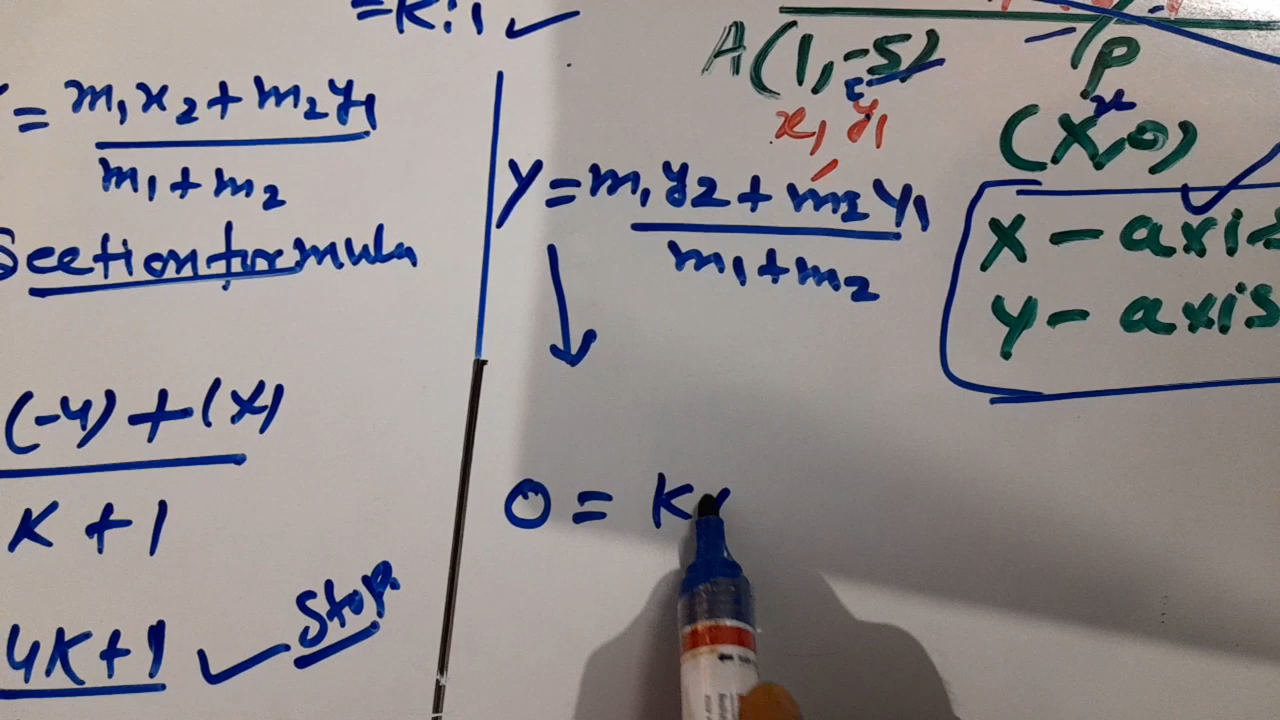 =K:1 ✓
A(1,-5)
P
x1 y1
(X,0)
= m1x2+m2y1
m1+m2
Section formula
y = m1y2+m2y1
m1+m2
x - axis
y - axis
(-4)+(x)
K+1
0 = K
4K+1 ✓ Stop.